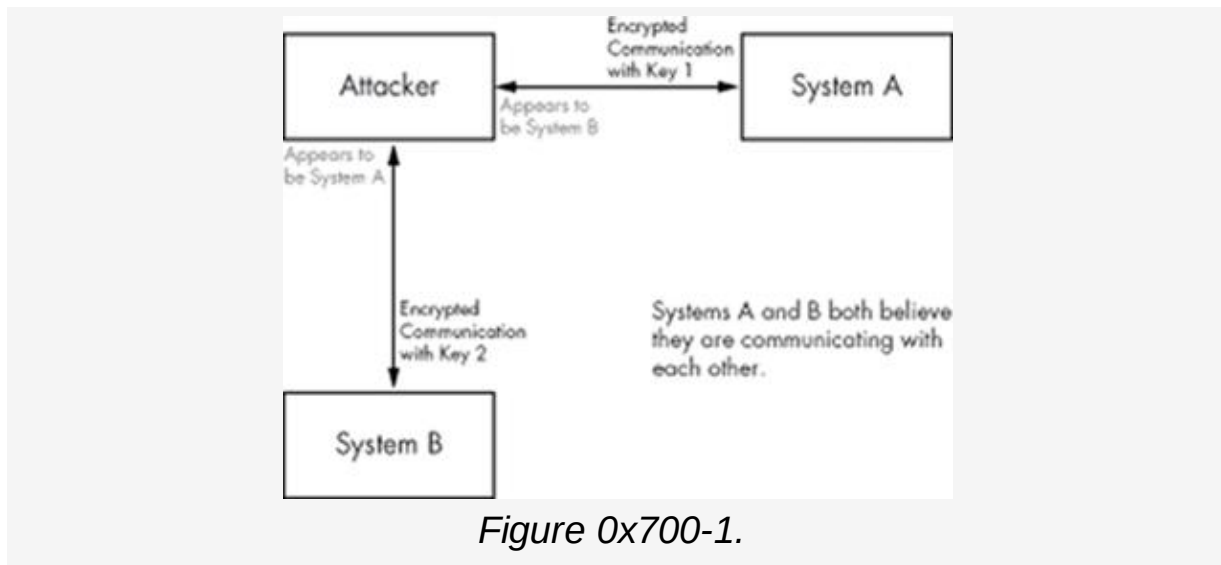 Encrypted
Communication
with Key 1
Attacker
System A
Appears to
be System B
Appears to
be System A
Encrypted
Communication
with Key 2
Systems A and B both believe
they are communicating with
each other.
System B
Figure 0x700-1.